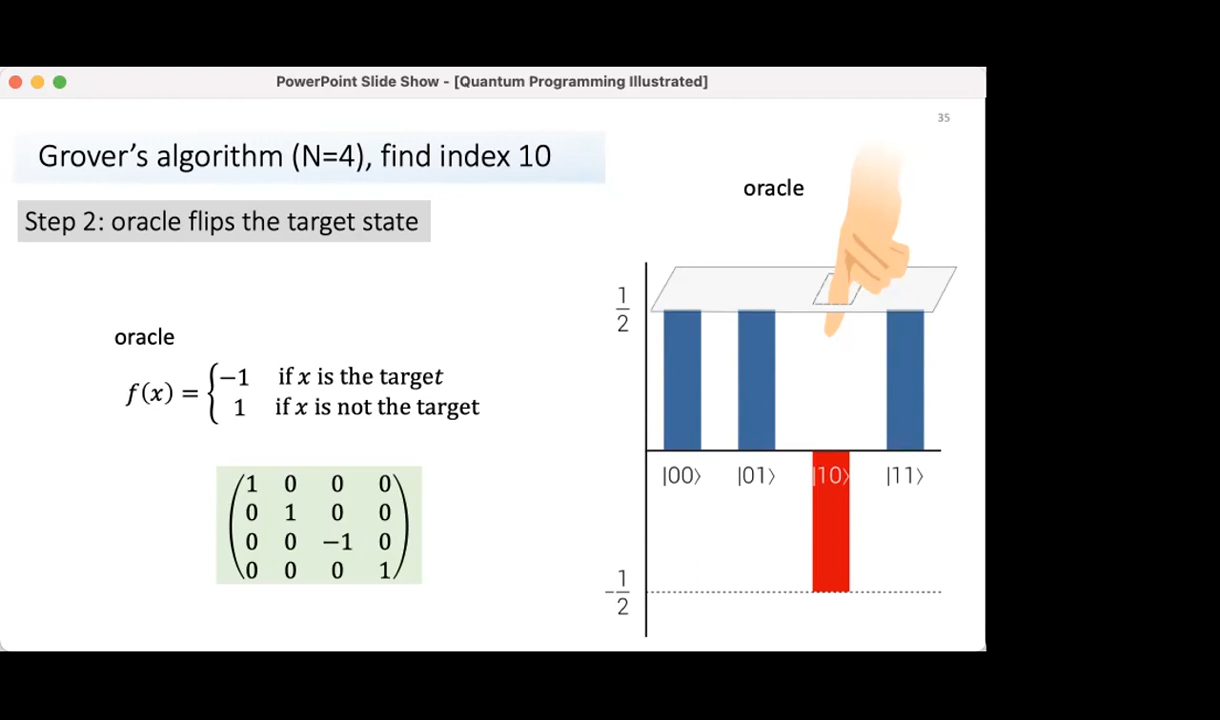 PowerPoint Slide Show - [Quantum Programming Illustrated]
35
Grover's algorithm (N=4), find index 10
Step 2: oracle flips the target state
oracle
f(x) = { −1 if x is the target
1 if x is not the target
1 0 0 0
0 1 0 0
0 0 −1 0
0 0 0 1
oracle
1
2
|00⟩ |01⟩ |10⟩ |11⟩
−1
2